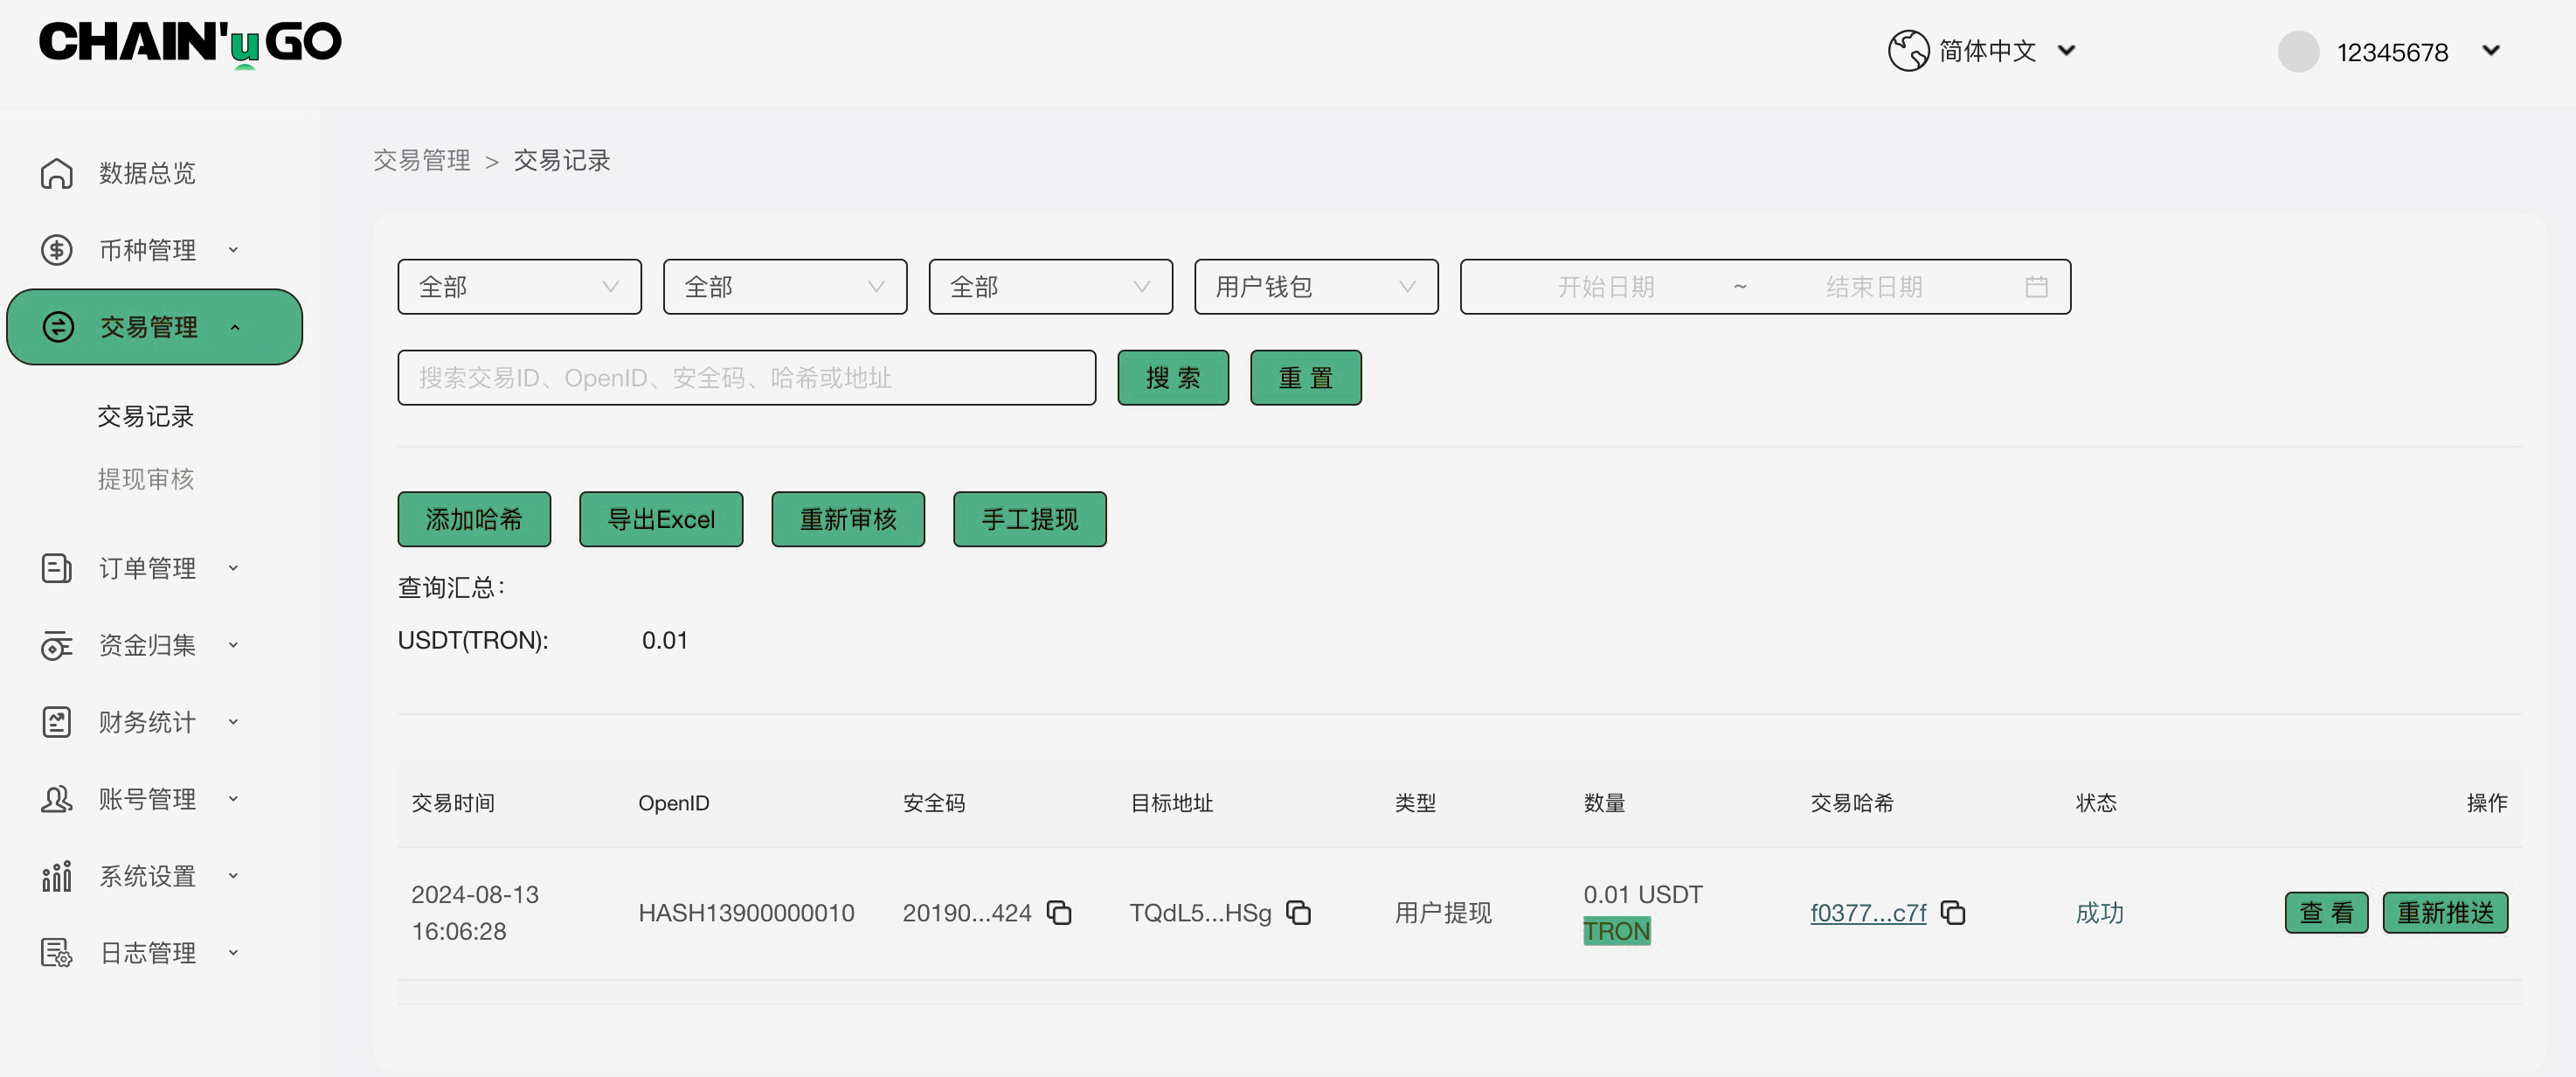 CHAIN'u GO
简体中文
12345678
数据总览
币种管理
交易管理
交易记录
提现审核
订单管理
资金归集
财务统计
账号管理
系统设置
日志管理
交易管理 > 交易记录
全部 全部 全部 用户钱包 开始日期 ~ 结束日期
搜索交易ID、OpenID、安全码、哈希或地址 搜 索 重 置
添加哈希 导出Excel 重新审核 手工提现
查询汇总：
USDT(TRON): 0.01
交易时间 OpenID 安全码 目标地址 类型 数量 交易哈希 状态 操作
2024-08-13
16:06:28
HASH13900000010 20190...424 TQdL5...HSg 用户提现
0.01 USDT
TRON
f0377...c7f 成功 查 看 重新推送